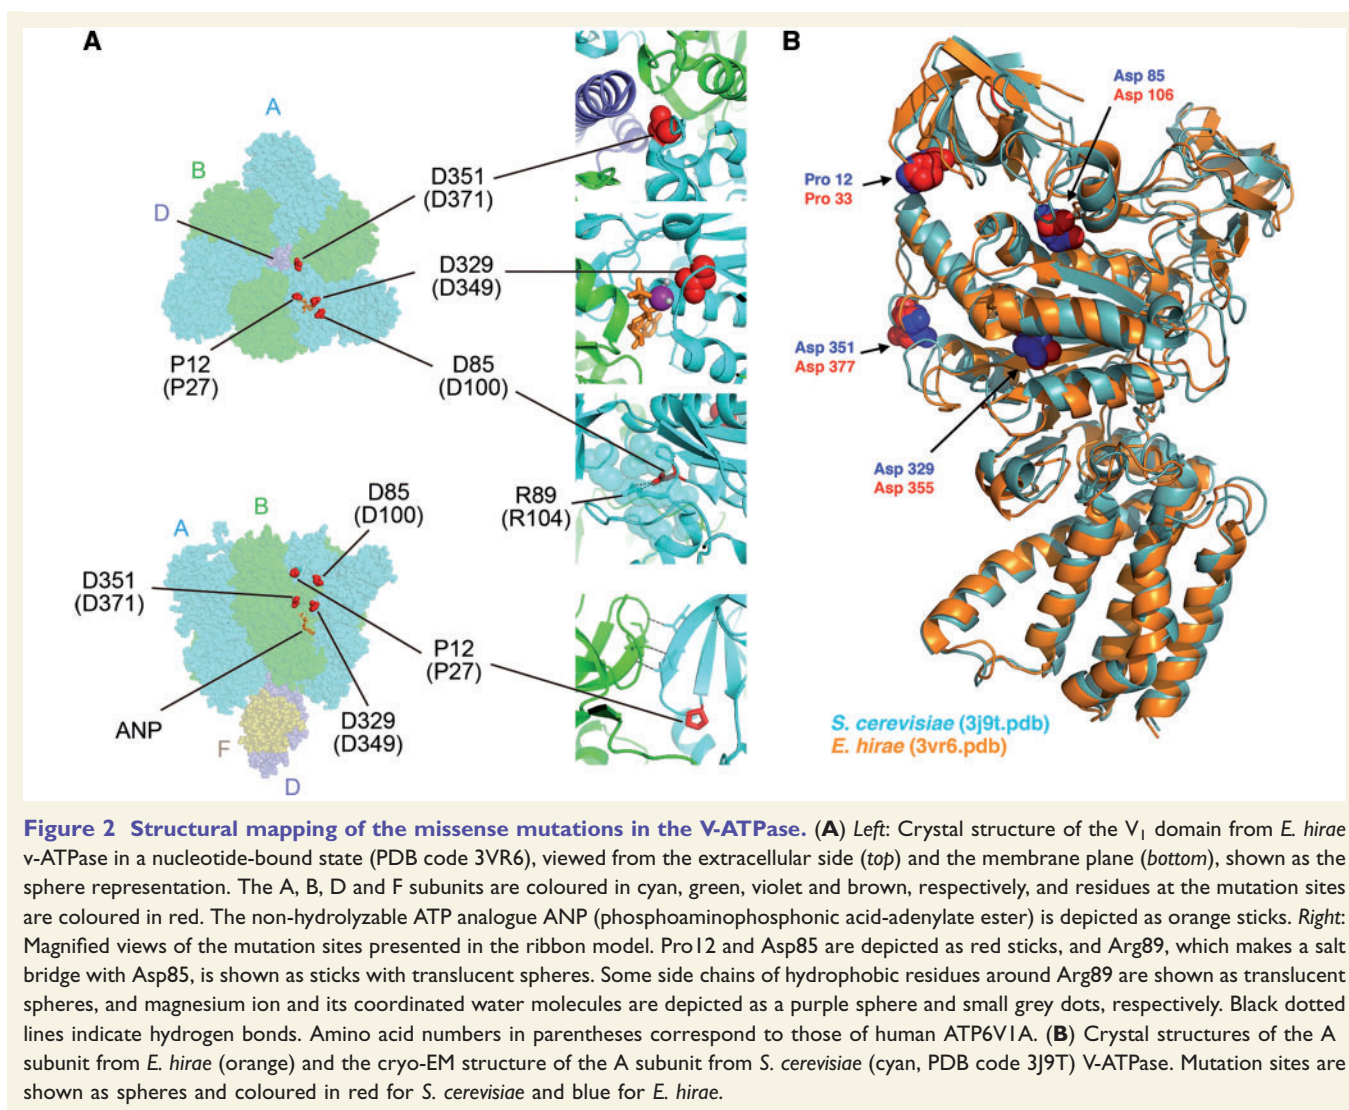 A
A
B
D
D351
(D371)
D329
(D349)
P12
(P27)
D85
(D100)
R89
(R104)
A
B
D85
(D100)
D351
(D371)
P12
(P27)
ANP
D329
(D349)
F
D
B
Asp 85
Asp 106
Pro 12
Pro 33
Asp 351
Asp 377
Asp 329
Asp 355
S. cerevisiae (3j9t.pdb)
E. hirae (3vr6.pdb)
Figure 2 Structural mapping of the missense mutations in the V-ATPase. (A) Left: Crystal structure of the V₁ domain from E. hirae
v-ATPase in a nucleotide-bound state (PDB code 3VR6), viewed from the extracellular side (top) and the membrane plane (bottom), shown as the
sphere representation. The A, B, D and F subunits are coloured in cyan, green, violet and brown, respectively, and residues at the mutation sites
are coloured in red. The non-hydrolyzable ATP analogue ANP (phosphoaminophosphonic acid-adenylate ester) is depicted as orange sticks. Right:
Magnified views of the mutation sites presented in the ribbon model. Pro12 and Asp85 are depicted as red sticks, and Arg89, which makes a salt
bridge with Asp85, is shown as sticks with translucent spheres. Some side chains of hydrophobic residues around Arg89 are shown as translucent
spheres, and magnesium ion and its coordinated water molecules are depicted as a purple sphere and small grey dots, respectively. Black dotted
lines indicate hydrogen bonds. Amino acid numbers in parentheses correspond to those of human ATP6V1A. (B) Crystal structures of the A
subunit from E. hirae (orange) and the cryo-EM structure of the A subunit from S. cerevisiae (cyan, PDB code 3J9T) V-ATPase. Mutation sites are
shown as spheres and coloured in red for S. cerevisiae and blue for E. hirae.